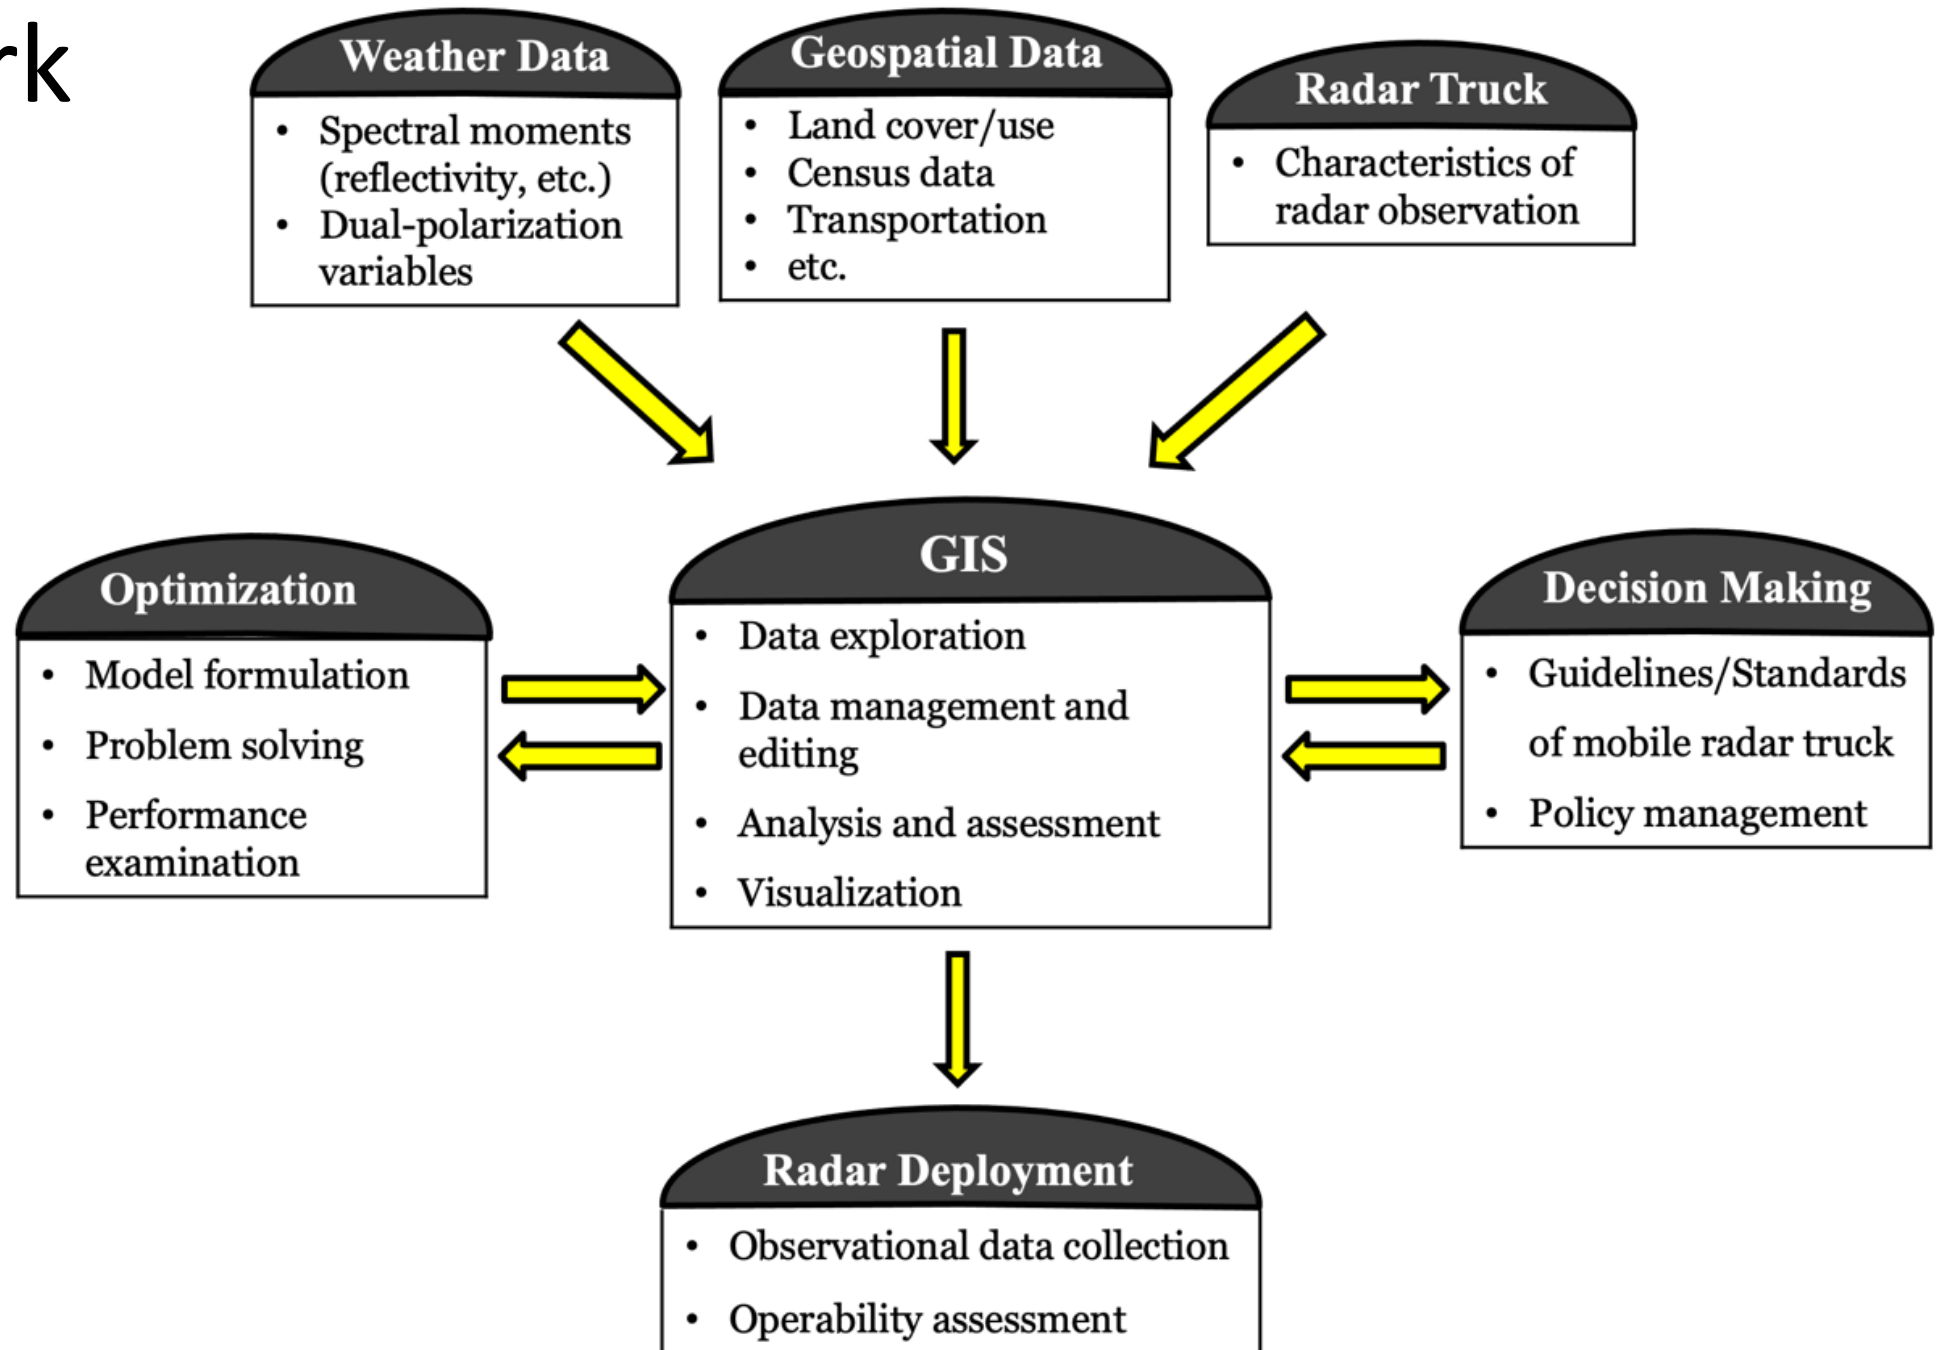 rk
Weather Data
• Spectral moments
(reflectivity, etc.)
• Dual-polarization
variables
Geospatial Data
• Land cover/use
• Census data
• Transportation
• etc.
Radar Truck
• Characteristics of
radar observation
Optimization
• Model formulation
• Problem solving
• Performance
examination
GIS
• Data exploration
• Data management and
editing
• Analysis and assessment
• Visualization
Decision Making
• Guidelines/Standards
of mobile radar truck
• Policy management
Radar Deployment
• Observational data collection
• Operability assessment